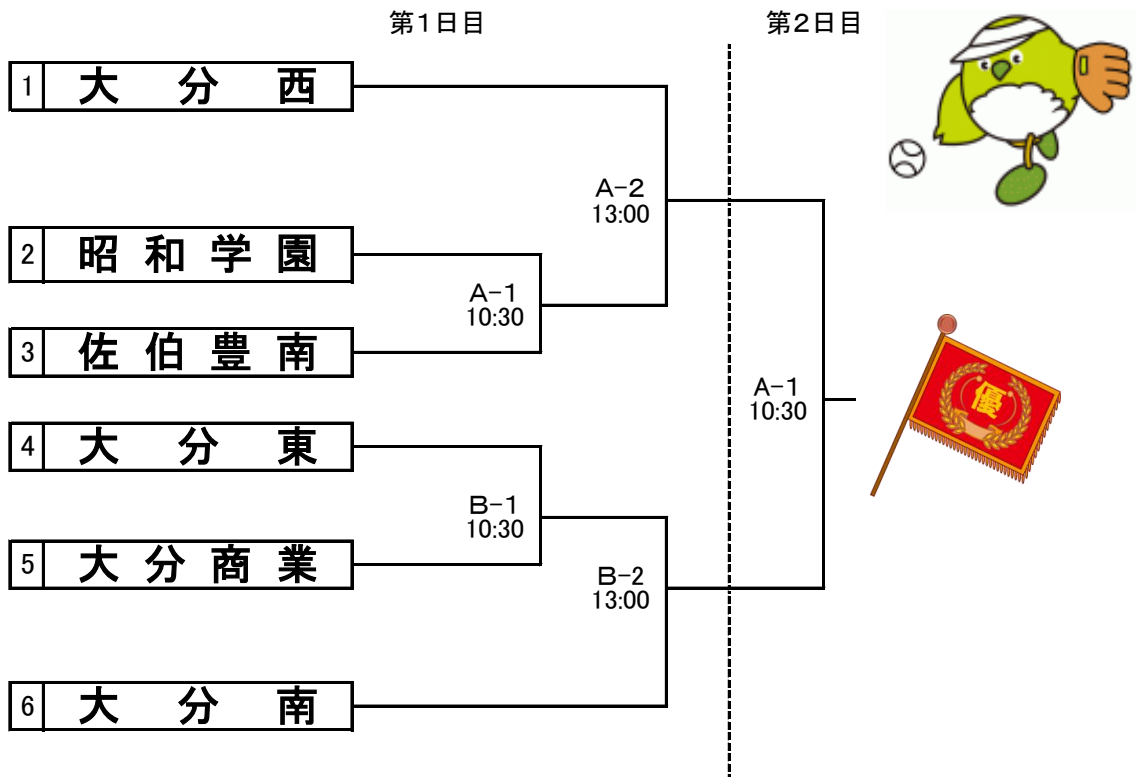 第1日目
第2日目
1 大分西
A-2
13:00
2 昭和学園
A-1
10:30
3 佐伯豊南
A-1
10:30
優
4 大分東
B-1
10:30
5 大分商業
B-2
13:00
6 大分南